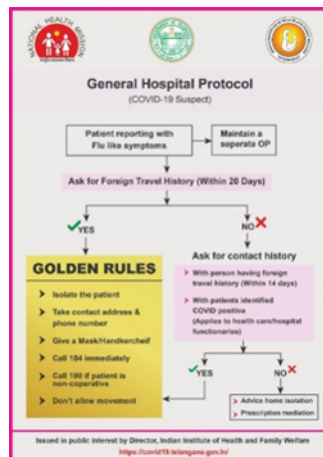 NATIONAL HEALTH MISSION
General Hospital Protocol
(COVID-19 Suspect)
Patient reporting with
Flu like symptoms
Maintain a
seperate OP
Ask for Foreign Travel History (Within 20 Days)
YES
NO
GOLDEN RULES
Isolate the patient
Take contact address &
phone number
Give a Mask/Handkercheif
Call 104 immediately
Call 100 if patient is
non-coperative
Don't allow movement
Ask for contact history
With person having foreign
travel history (Within 14 days)
With patients identified
COVID positive
(Applies to health care/hospital
functionaries)
YES
NO
Advice home isolation
Prescription mediation
Issued in public interest by Director, Indian Institute of Health and Family Welfare
https://covid19.telangana.gov.in/